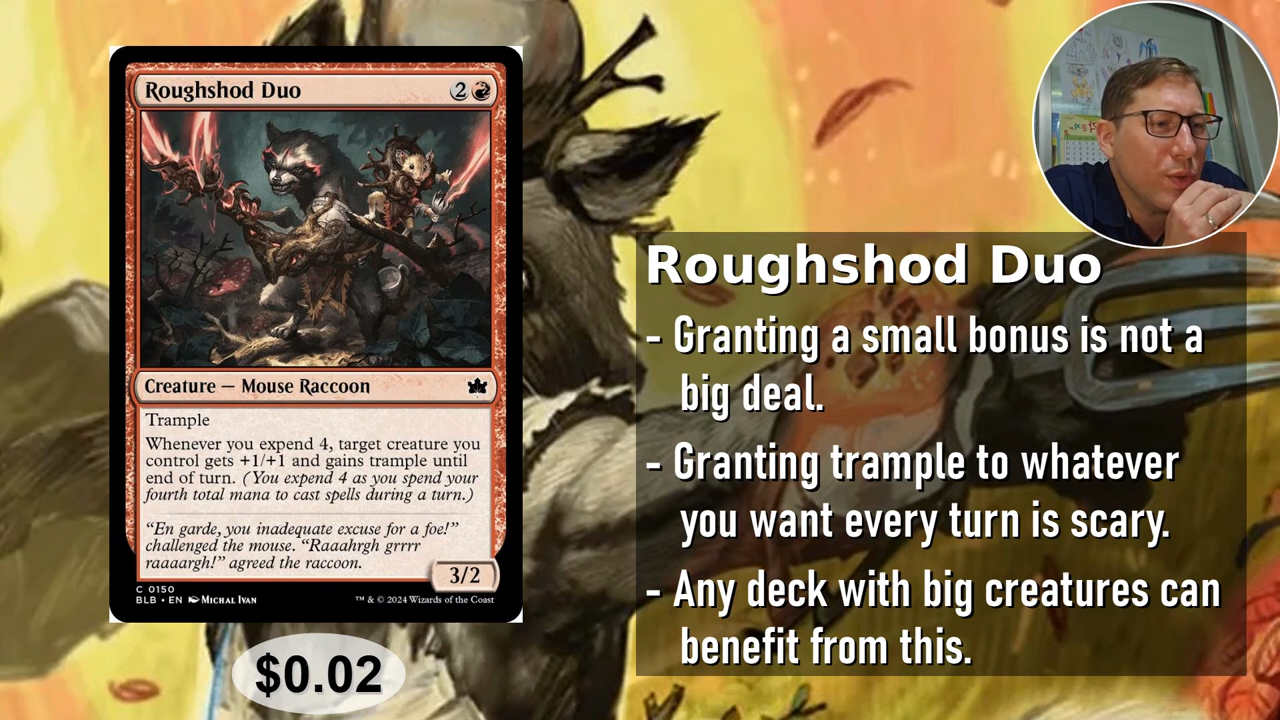 Roughshod Duo 2
Creature — Mouse Raccoon
Trample
Whenever you expend 4, target creature you
control gets +1/+1 and gains trample until
end of turn. (You expend 4 as you spend your
fourth total mana to cast spells during a turn.)
“En garde, you inadequate excuse for a foe!”
challenged the mouse. “Raaahrgh grrrr
raaaargh!” agreed the raccoon.
3/2
C 0150
BLB • EN MICHAL IVAN
™ & © 2024 Wizards of the Coast
$0.02
Roughshod Duo
- Granting a small bonus is not a
big deal.
- Granting trample to whatever
you want every turn is scary.
- Any deck with big creatures can
benefit from this.